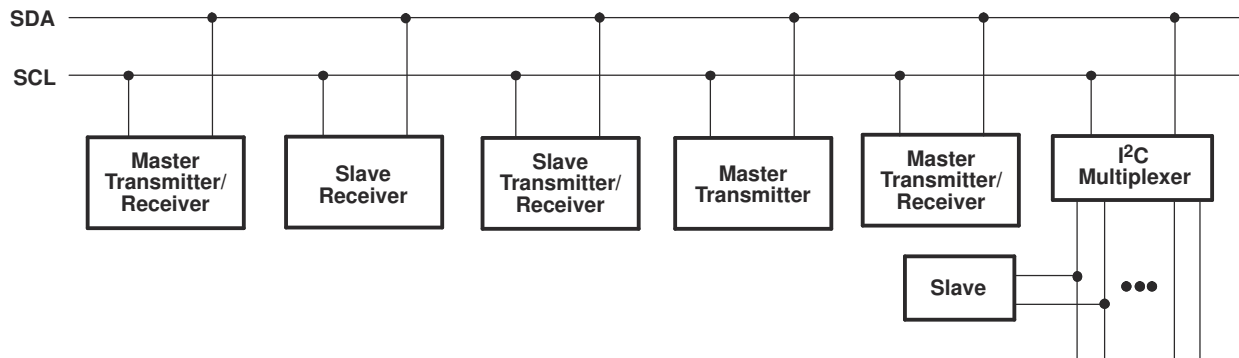 SDA
SCL
Master
Transmitter/
Receiver
Slave
Receiver
Slave
Transmitter/
Receiver
Master
Transmitter
Master
Transmitter/
Receiver
I²C
Multiplexer
Slave